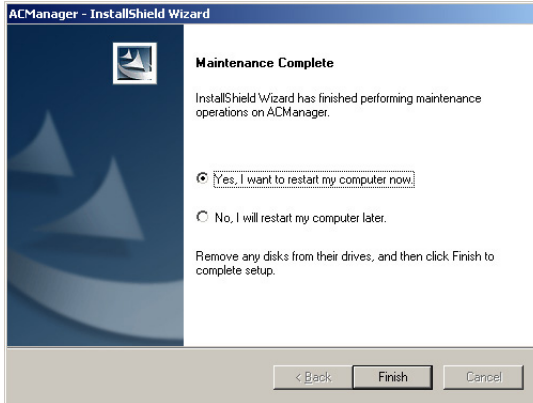 ACManager - InstallShield Wizard
Maintenance Complete
InstallShield Wizard has finished performing maintenance
operations on ACManager.
Yes, I want to restart my computer now.
No, I will restart my computer later.
Remove any disks from their drives, and then click Finish to
complete setup.
< Back Finish Cancel